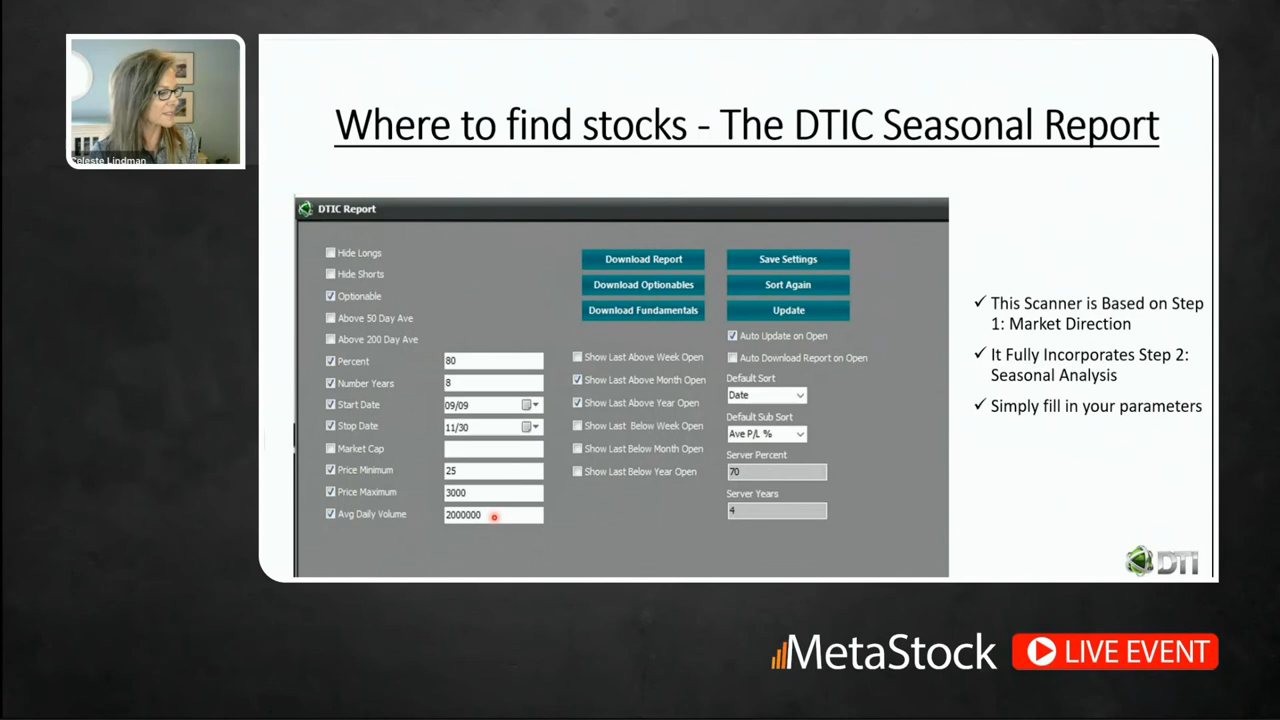 Celeste Lindman
Where to find stocks - The DTIC Seasonal Report
DTIC Report
Hide Longs
Hide Shorts
Optionable
Above 50 Day Ave
Above 200 Day Ave
Percent 80
Number Years 8
Start Date 09/09
Stop Date 11/30
Market Cap
Price Minimum 25
Price Maximum 3000
Avg Daily Volume 2000000
Download Report
Download Optionables
Download Fundamentals
Show Last Above Week Open
Show Last Above Month Open
Show Last Above Year Open
Show Last Below Week Open
Show Last Below Month Open
Show Last Below Year Open
Save Settings
Sort Again
Update
Auto Update on Open
Auto Download Report on Open
Default Sort
Date
Default Sub Sort
Ave P/L %
Server Percent
70
Server Years
4
This Scanner is Based on Step
1: Market Direction
It Fully Incorporates Step 2:
Seasonal Analysis
Simply fill in your parameters
DTI
MetaStock LIVE EVENT